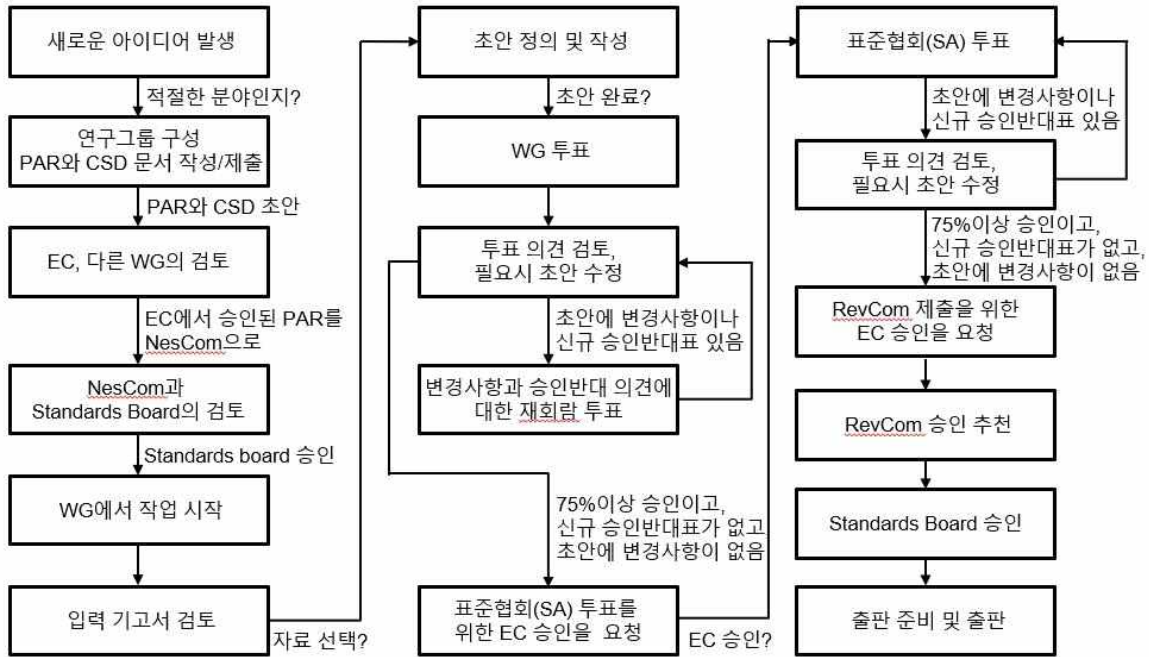 새로운 아이디어 발생
적절한 분야인지?
연구그룹 구성
PAR와 CSD 문서 작성/제출
PAR와 CSD 초안
EC, 다른 WG의 검토
EC에서 승인된 PAR를
NesCom으로
NesCom과
Standards Board의 검토
Standards board 승인
WG에서 작업 시작
입력 기고서 검토
자료 선택?
초안 정의 및 작성
초안 완료?
WG 투표
투표 의견 검토,
필요시 초안 수정
초안에 변경사항이나
신규 승인반대표 있음
변경사항과 승인반대 의견에
대한 재회람 투표
75%이상 승인이고,
신규 승인반대표가 없고
초안에 변경사항이 없음
표준협회(SA) 투표를
위한 EC 승인을 요청
EC 승인?
표준협회(SA) 투표
초안에 변경사항이나
신규 승인반대표 있음
투표 의견 검토,
필요시 초안 수정
75%이상 승인이고,
신규 승인반대표가 없고,
초안에 변경사항이 없음
RevCom 제출을 위한
EC 승인을 요청
RevCom 승인 추천
Standards Board 승인
출판 준비 및 출판